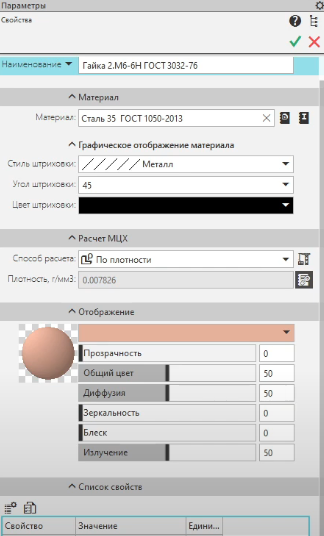 Параметры
Свойства
Наименование Гайка 2.М6-6Н ГОСТ 3032-76
Материал
Материал: Сталь 35 ГОСТ 1050-2013
Графическое отображение материала
Стиль штриховки: Металл
Угол штриховки: 45
Цвет штриховки:
Расчет МЦХ
Способ расчета: По плотности
Плотность, г/мм3: 0.007826
Отображение
Прозрачность 0
Общий цвет 50
Диффузия 50
Зеркальность 0
Блеск 0
Излучение 50
Список свойств
Свойство Значение Едини...